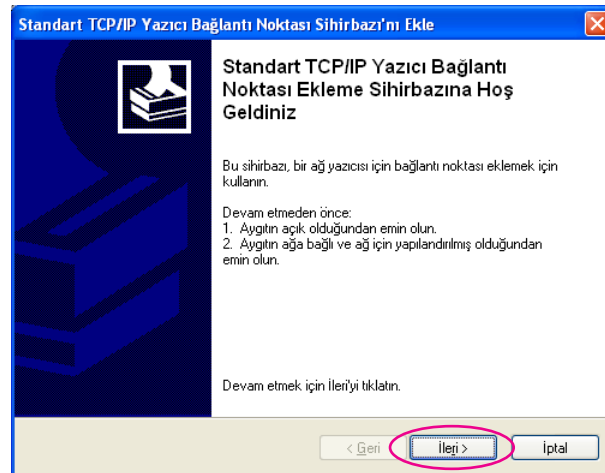 Standart TCP/IP Yazıcı Bağlantı Noktası Sihirbazı'nı Ekle
Standart TCP/IP Yazıcı Bağlantı
Noktası Ekleme Sihirbazına Hoş
Geldiniz
Bu sihirbazı, bir ağ yazıcısı için bağlantı noktası eklemek için
kullanın.
Devam etmeden önce:
1. Aygıtın açık olduğundan emin olun.
2. Aygıtın ağa bağlı ve ağ için yapılandırılmış olduğundan
emin olun.
Devam etmek için İleri'yi tıklatın.
< Geri
İleri >
İptal